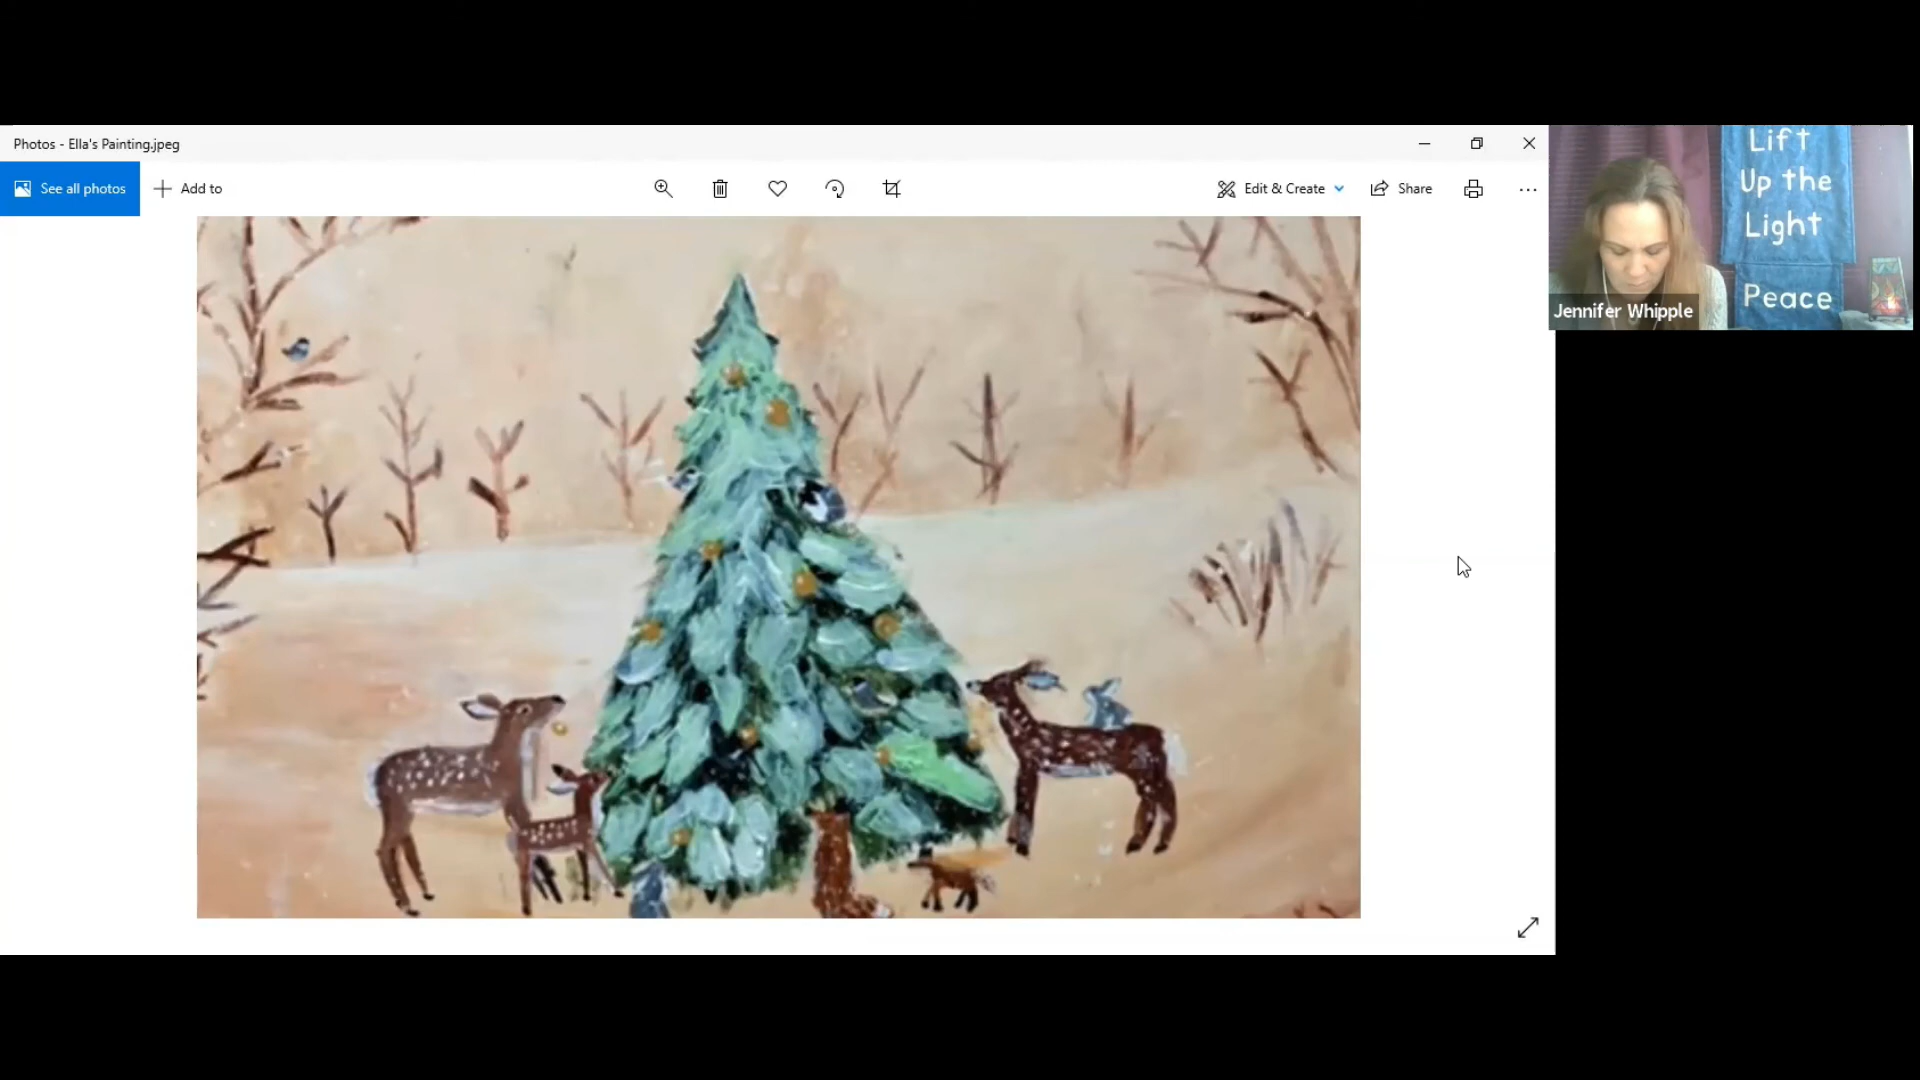 Photos - Ella's Painting.jpeg
See all photos
Add to
Edit & Create
Share
Lift
Up the
Light
Peace
Jennifer Whipple